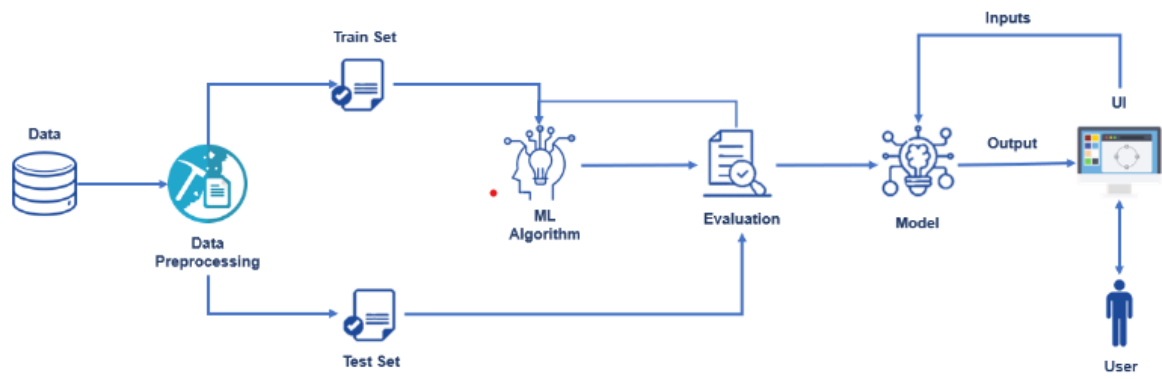 Inputs
Train Set
UI
Data
Output
ML
Algorithm
Evaluation
Model
Data
Preprocessing
Test Set
User